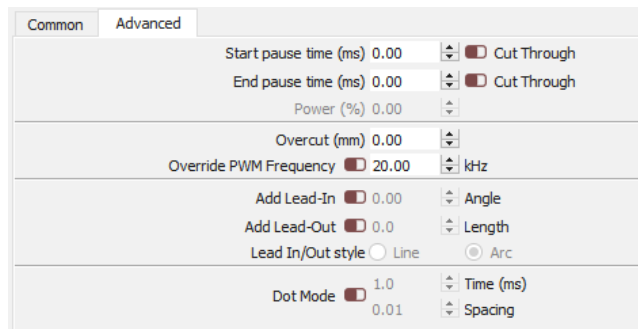 Common Advanced
Start pause time (ms) 0.00 Cut Through
End pause time (ms) 0.00 Cut Through
Power (%) 0.00
Overcut (mm) 0.00
Override PWM Frequency 20.00 kHz
Add Lead-In 0.00 Angle
Add Lead-Out 0.0 Length
Lead In/Out style Line Arc
Dot Mode 1.0 Time (ms)
0.01 Spacing